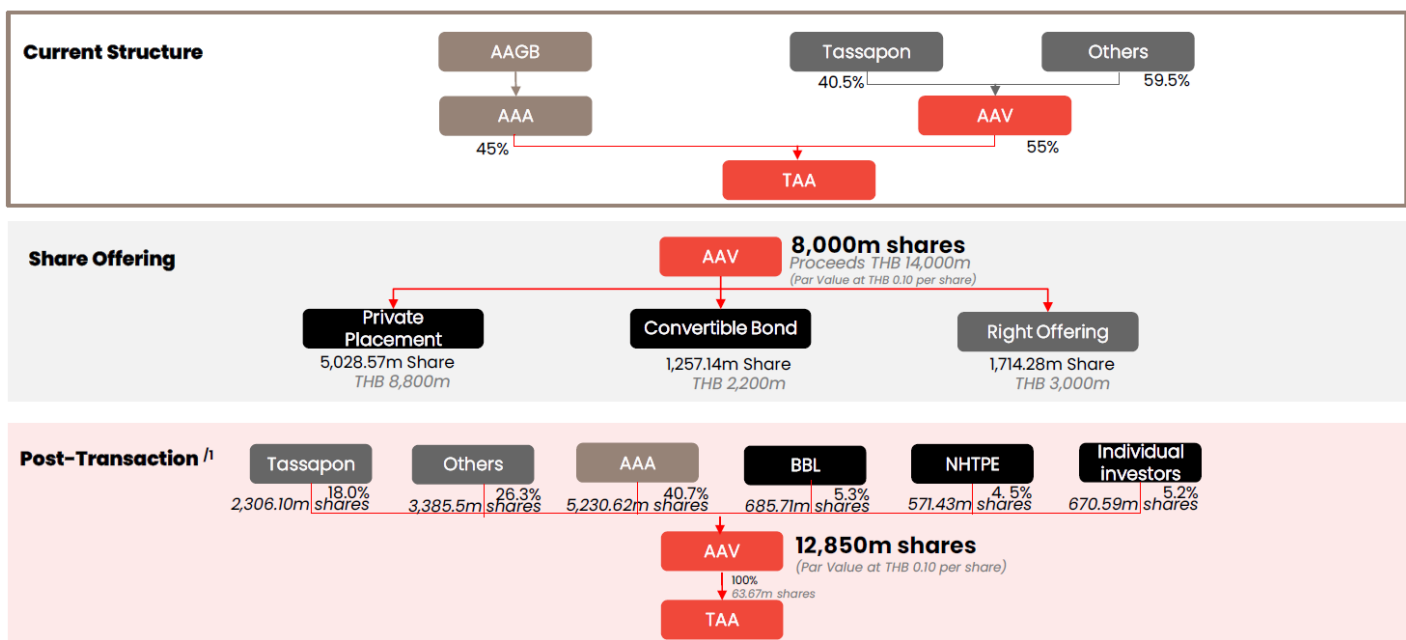 Current Structure
AAGB
Tassapon
Others
40.5%
59.5%
AAA
AAV
45%
55%
TAA
Share Offering
AAV
8,000m shares
Proceeds THB 14,000m
(Par Value at THB 0.10 per share)
Private
Placement
Convertible Bond
Right Offering
5,028.57m Share
1,257.14m Share
1,714.28m Share
THB 8,800m
THB 2,200m
THB 3,000m
Post-Transaction /1
Tassapon
Others
AAA
BBL
NHTPE
Individual
investors
18.0%
26.3%
40.7%
5.3%
4. 5%
5.2%
2,306.10m shares
3,385.5m shares
5,230.62m shares
685.71m shares
571.43m shares
670.59m shares
AAV
12,850m shares
(Par Value at THB 0.10 per share)
100%
63.67m shares
TAA